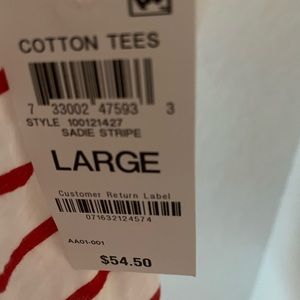 COTTON TEES
7 33002 47593 3
STYLE 100121427
SADIE STRIPE
LARGE
Customer Return Label
071632124574
AA01-001
$54.50